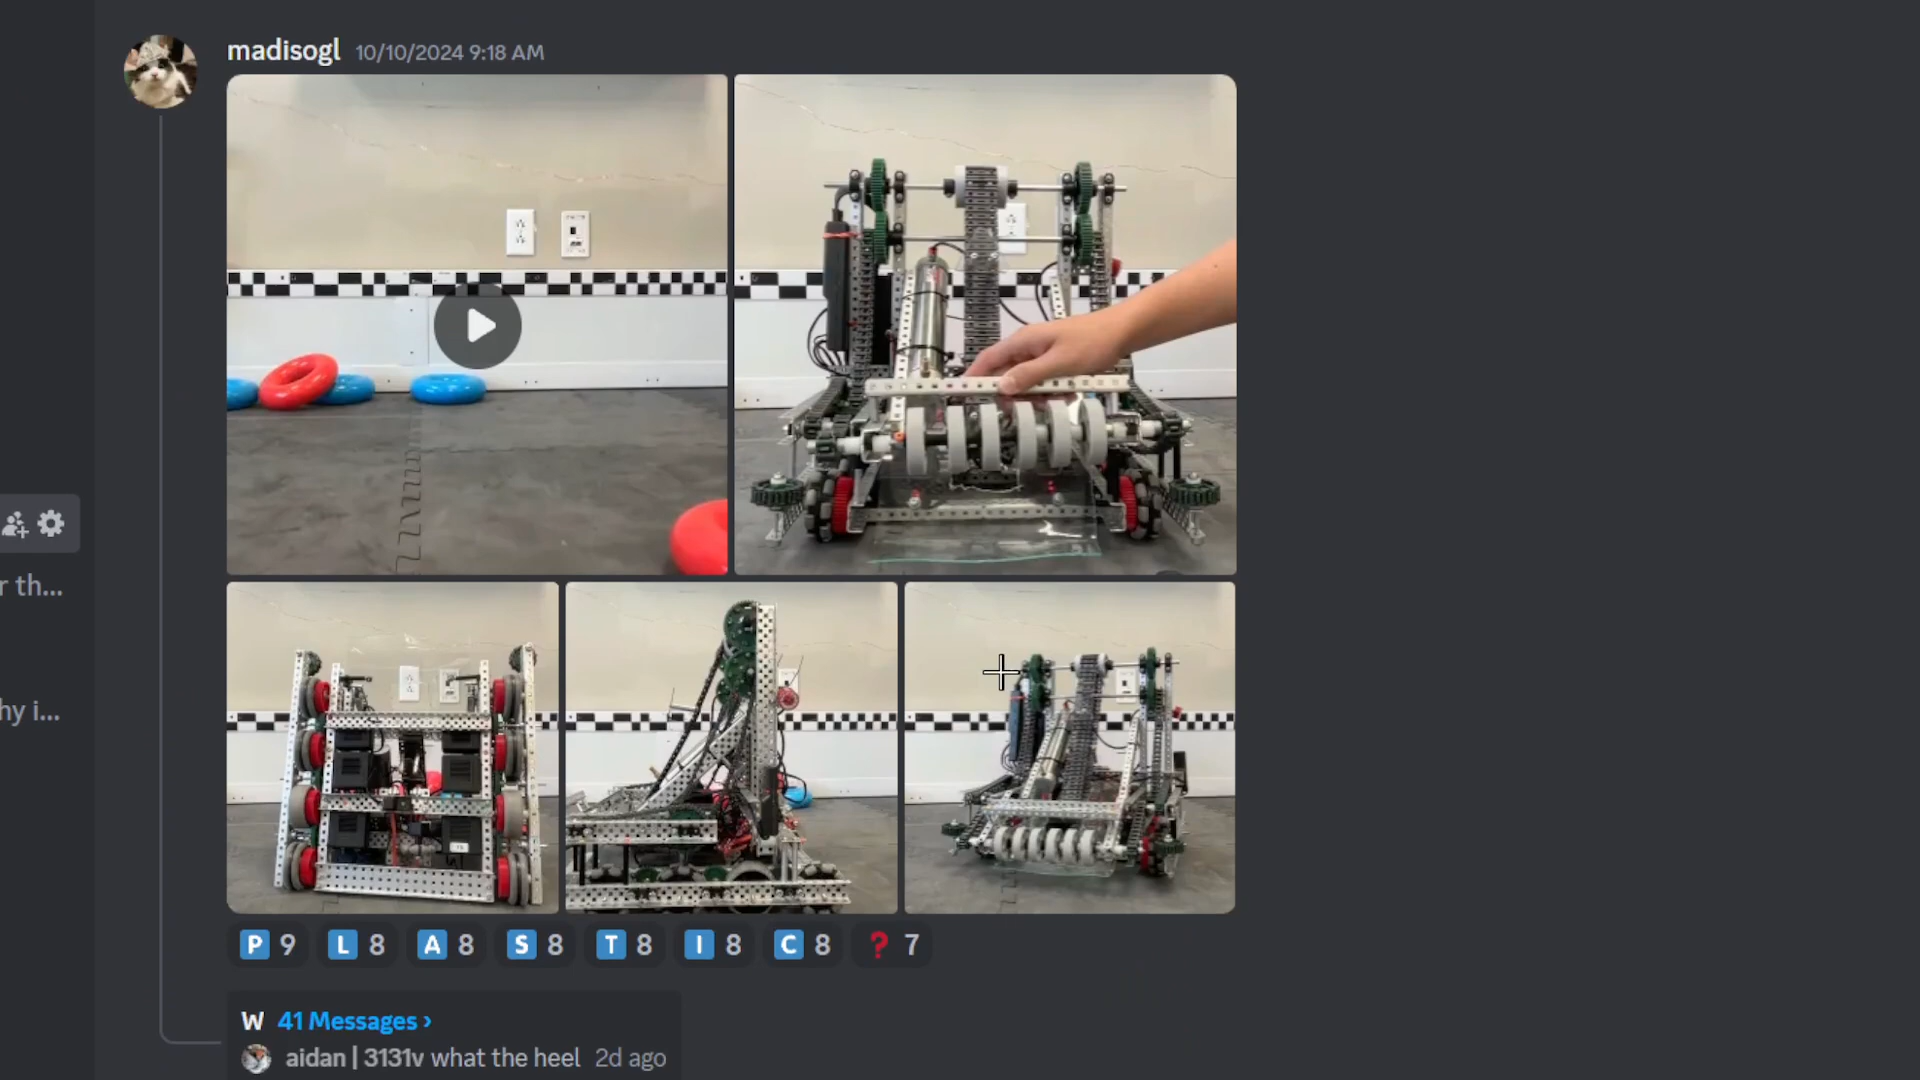 madisogl 10/10/2024 9:18 AM
r th...
hy i...
P 9 L 8 A 8 S 8 T 8 I 8 C 8 ? 7
W 41 Messages ›
aidan | 3131v what the heel 2d ago